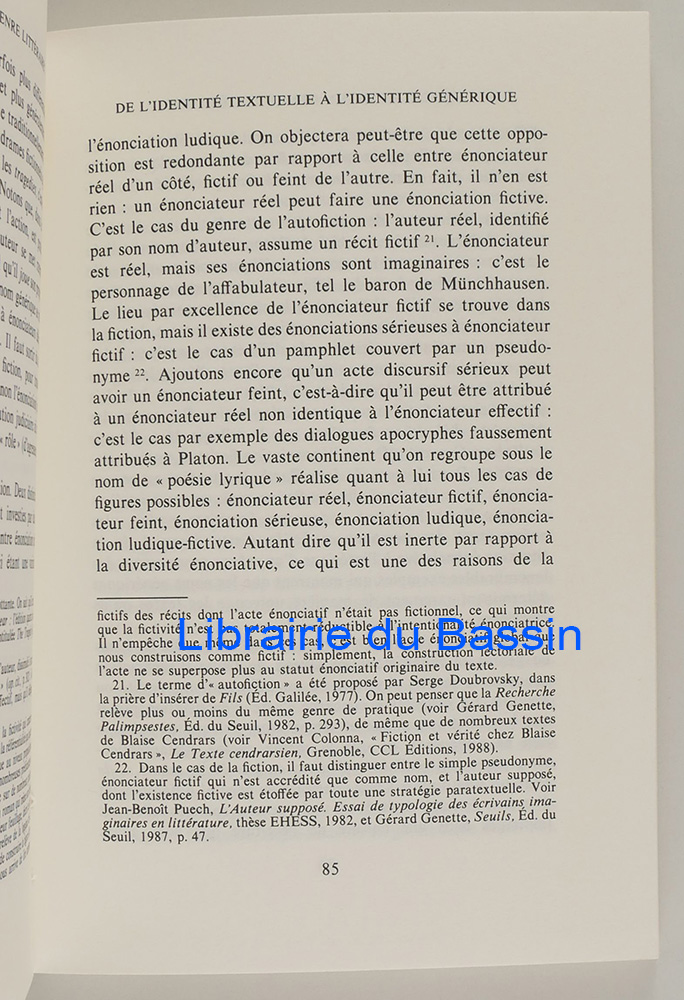 DE L'IDENTITÉ TEXTUELLE À L'IDENTITÉ GÉNÉRIQUE
l'énonciation ludique. On objectera peut-être que cette oppo-
sition est redondante par rapport à celle entre énonciateur
réel d'un côté, fictif ou feint de l'autre. En fait, il n'en est
rien : un énonciateur réel peut faire une énonciation fictive.
C'est le cas du genre de l'autofiction : l'auteur réel, identifié
par son nom d'auteur, assume un récit fictif 21. L'énonciateur
est réel, mais ses énonciations sont imaginaires : c'est le
personnage de l'affabulateur, tel le baron de Münchhausen.
Le lieu par excellence de l'énonciateur fictif se trouve dans
la fiction, mais il existe des énonciations sérieuses à énonciateur
fictif : c'est le cas d'un pamphlet couvert par un pseudo-
nyme 22. Ajoutons encore qu'un acte discursif sérieux peut
avoir un énonciateur feint, c'est-à-dire qu'il peut être attribué
à un énonciateur réel non identique à l'énonciateur effectif :
c'est le cas par exemple des dialogues apocryphes faussement
attribués à Platon. Le vaste continent qu'on regroupe sous le
nom de « poésie lyrique » réalise quant à lui tous les cas de
figures possibles : énonciateur réel, énonciateur fictif, énoncia-
teur feint, énonciation sérieuse, énonciation ludique, énoncia-
tion ludique-fictive. Autant dire qu'il est inerte par rapport à
la diversité énonciative, ce qui est une des raisons de la
fictifs des récits dont l'acte énonciatif n'était pas fictionnel, ce qui montre
que la fictivité n'est pas totalement réductible à l'intentionnalité énonciatrice.
Il n'empêche que même dans ces cas, c'est bien l'acte énonciatif global que
nous construisons comme fictif : simplement, la construction lectoriale de
l'acte ne se superpose plus au statut énonciatif originaire du texte.
21. Le terme d'« autofiction » a été proposé par Serge Doubrovsky, dans
la prière d'insérer de Fils (Éd. Galilée, 1977). On peut penser que la Recherche
relève plus ou moins du même genre de pratique (voir Gérard Genette,
Palimpsestes, Éd. du Seuil, 1982, p. 293), de même que de nombreux textes
de Blaise Cendrars (voir Vincent Colonna, « Fiction et vérité chez Blaise
Cendrars », Le Texte cendrarsien, Grenoble, CCL Éditions, 1988).
22. Dans le cas de la fiction, il faut distinguer entre le simple pseudonyme,
énonciateur fictif qui n'est accrédité que comme nom, et l'auteur supposé,
dont l'existence fictive est étoffée par toute une stratégie paratextuelle. Voir
Jean-Benoît Puech, L'Auteur supposé. Essai de typologie des écrivains ima-
ginaires en littérature, thèse EHESS, 1982, et Gérard Genette, Seuils, Éd. du
Seuil, 1987, p. 47.
85
Librairie du Bassin